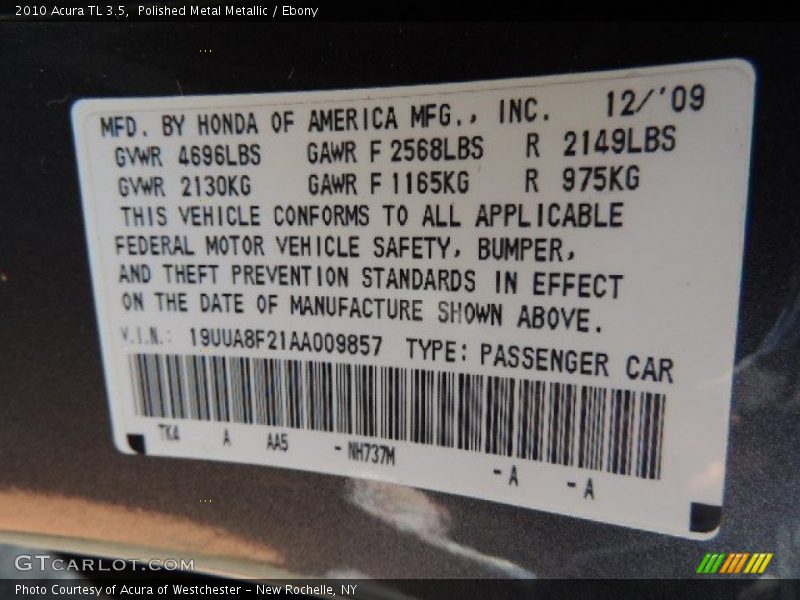 2010 Acura TL 3.5,  Polished Metal Metallic / Ebony
MFD. BY HONDA OF AMERICA MFG., INC. 12/'09
GVWR 4696LBS GAWR F 2568LBS R 2149LBS
GVWR 2130KG GAWR F 1165KG R 975KG
THIS VEHICLE CONFORMS TO ALL APPLICABLE
FEDERAL MOTOR VEHICLE SAFETY, BUMPER,
AND THEFT PREVENTION STANDARDS IN EFFECT
ON THE DATE OF MANUFACTURE SHOWN ABOVE.
V.I.N.: 19UUA8F21AA009857 TYPE: PASSENGER CAR
TK4 A AA5 -NH737M -A -A
GTCARLOT.COM
Photo Courtesy of Acura of Westchester - New Rochelle, NY